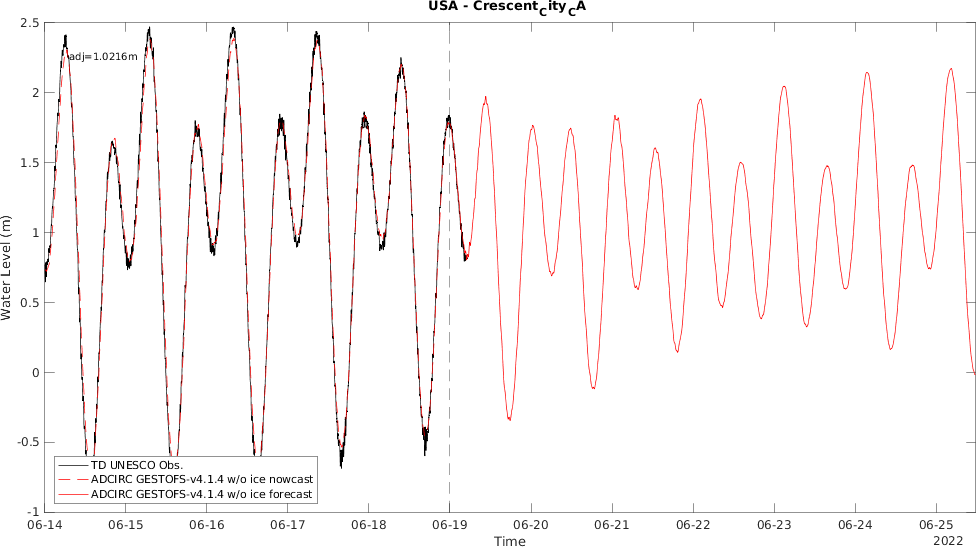 USA - Crescent_City_CA
2.5
adj=1.0216m
2
1.5
1
0.5
0
-0.5
-1
Water Level (m)
TD UNESCO Obs.
ADCIRC GESTOFS-v4.1.4 w/o ice nowcast
ADCIRC GESTOFS-v4.1.4 w/o ice forecast
06-14 06-15 06-16 06-17 06-18 06-19 06-20 06-21 06-22 06-23 06-24 06-25
Time
2022